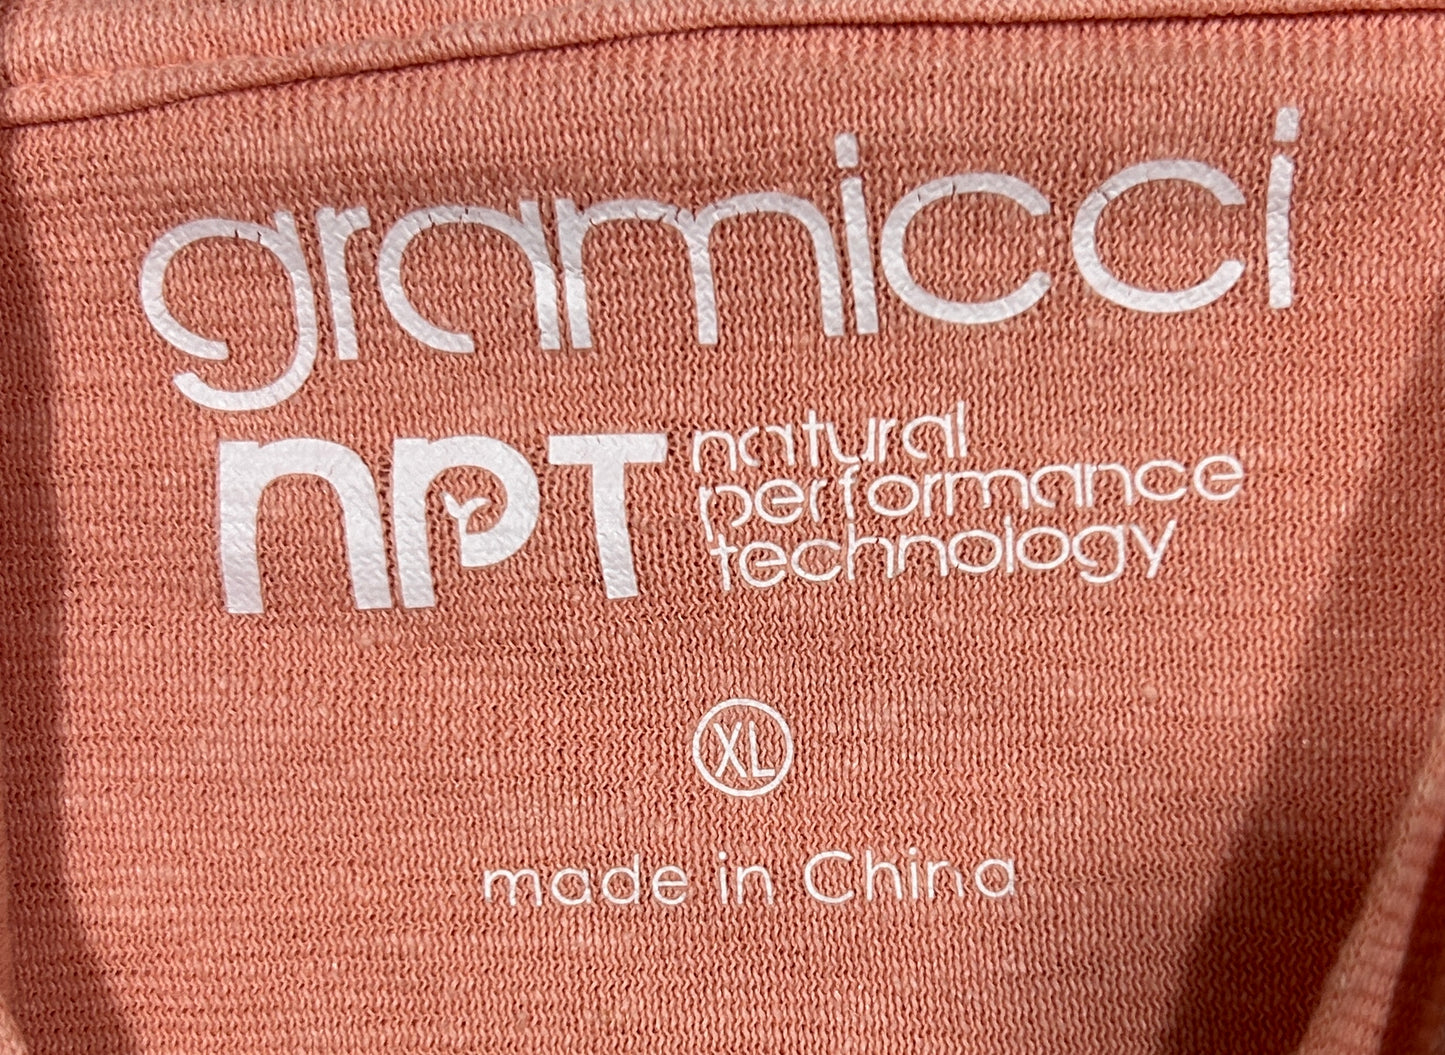 gramicci
nPT
natural
performance
technology
XL
made in China